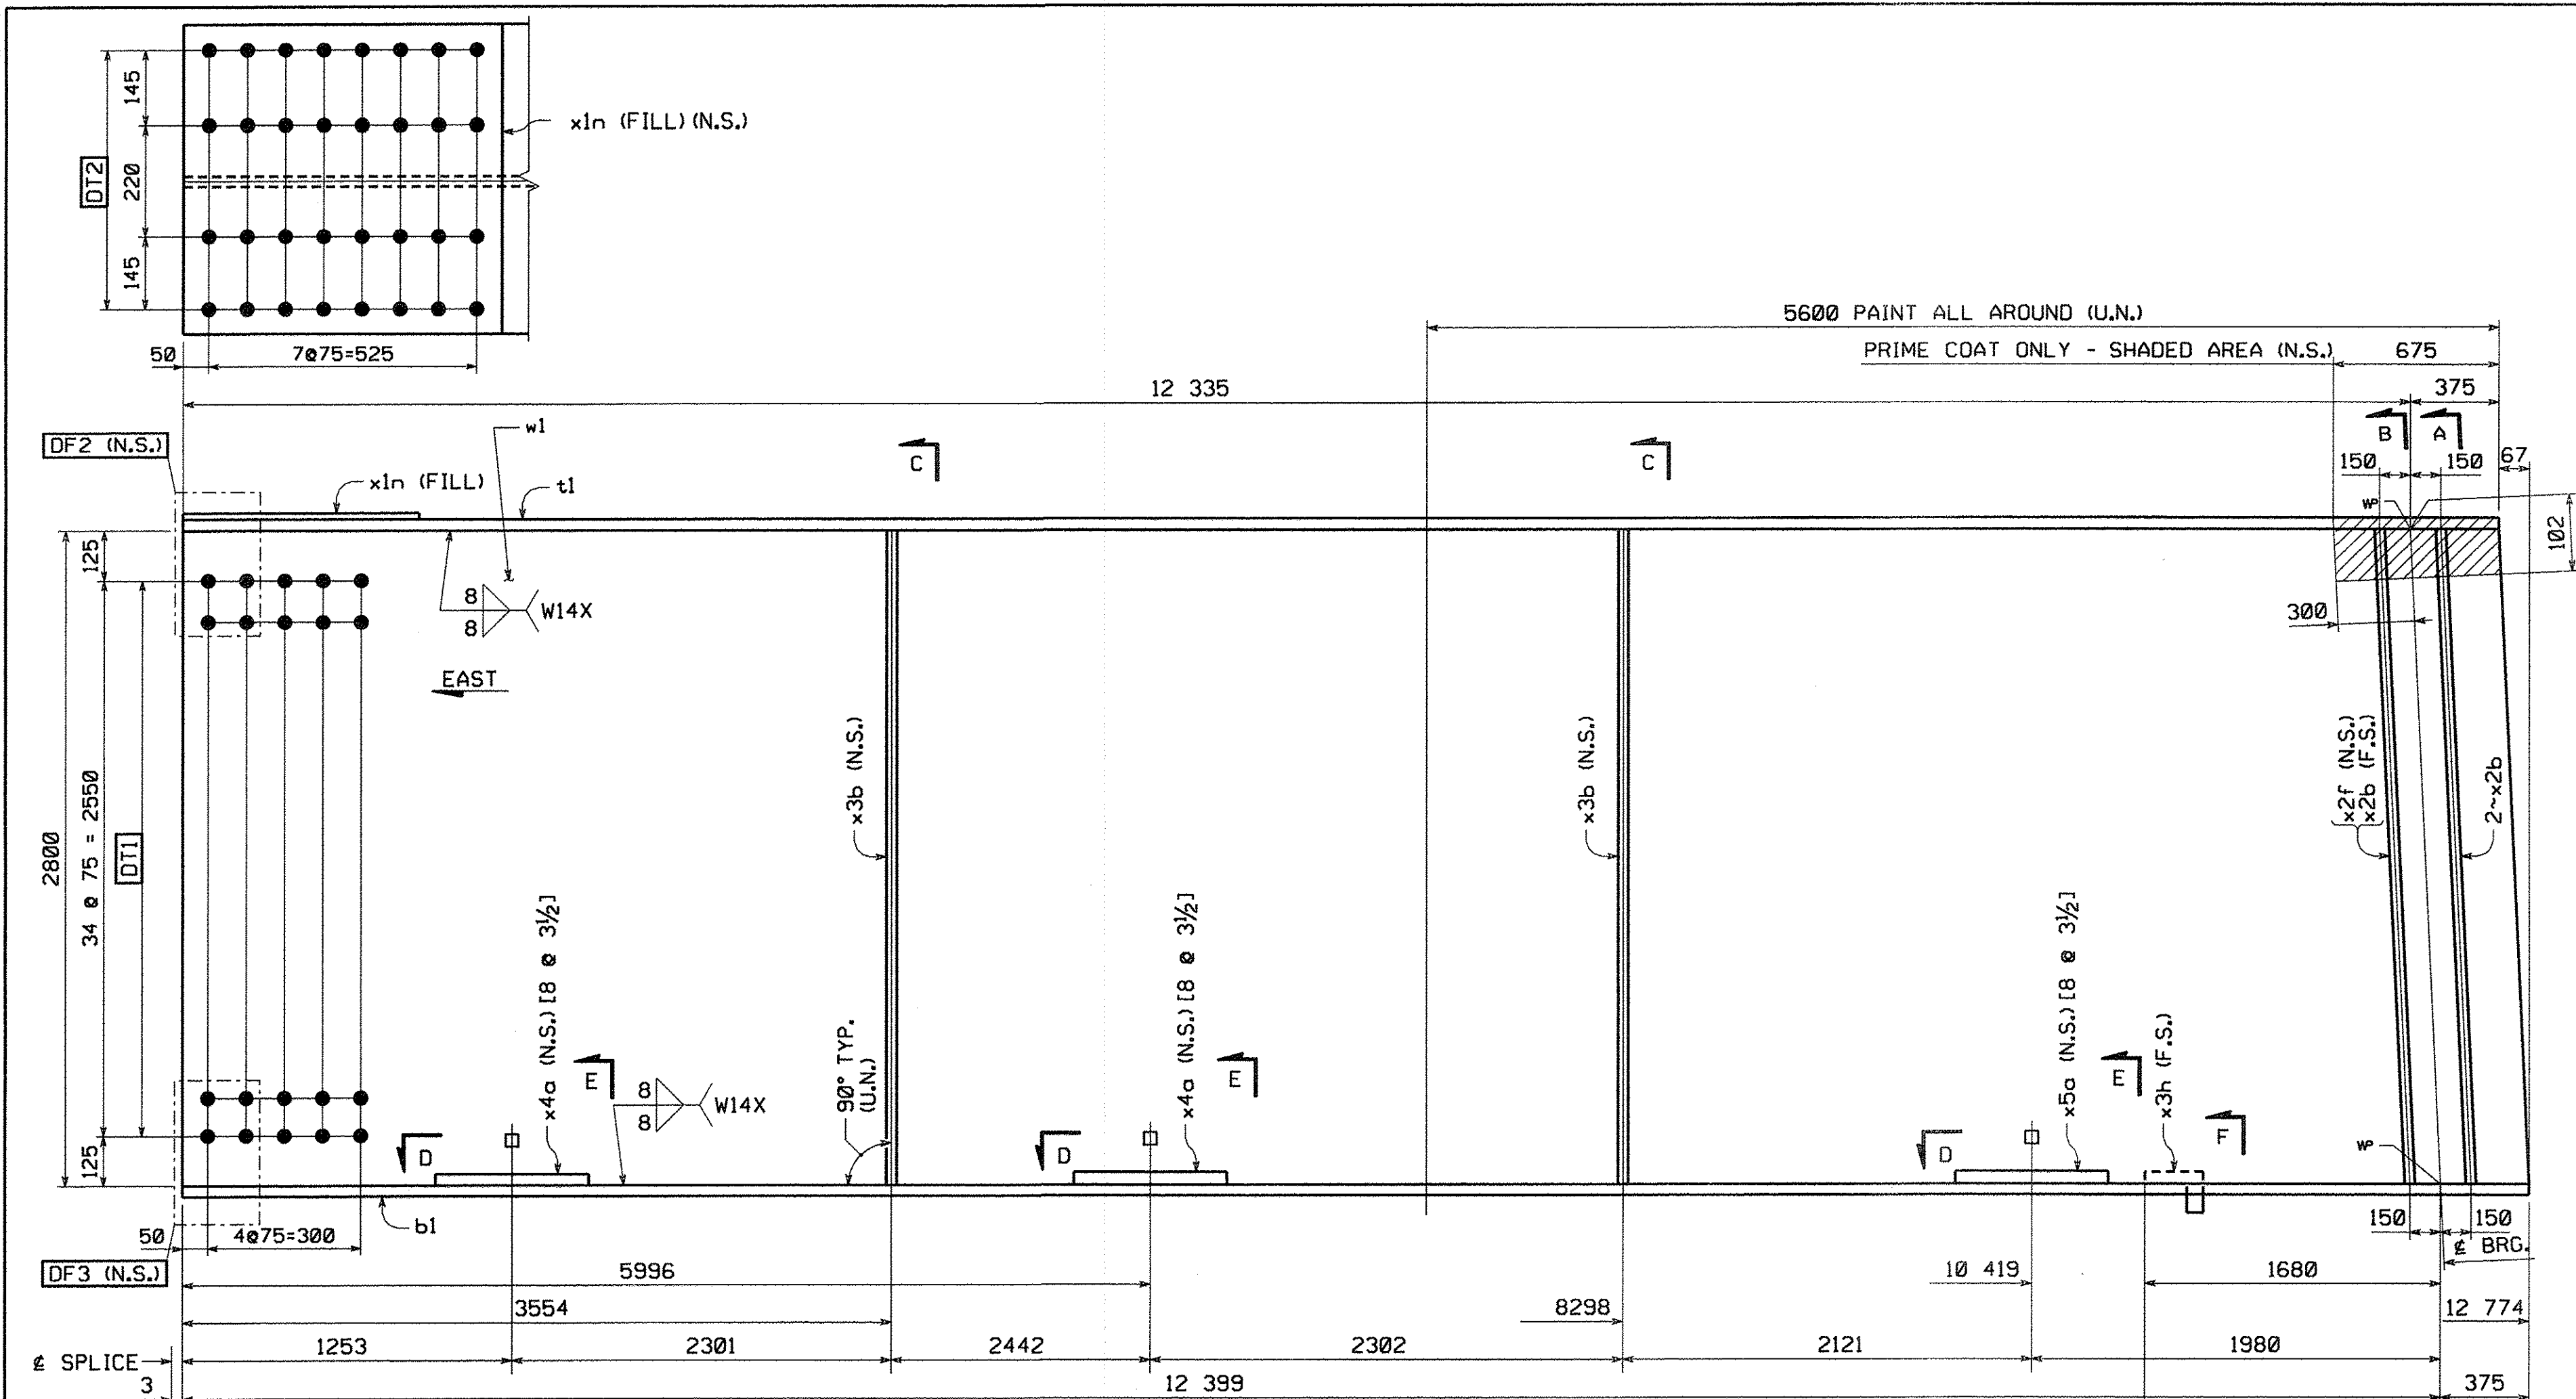 145
220
145
DT2
x1n (FILL) (N.S.)
50
7@75=525
5600 PAINT ALL AROUND (U.N.)
PRIME COAT ONLY - SHADED AREA (N.S.)
675
12 335
375
DF2 (N.S.)
w1
C
C
B
A
67
150
150
x1n (FILL)
t1
WP
102
125
8
8
W14X
300
EAST
2800
34 @ 75 = 2550
DT1
x3b (N.S.)
x3b (N.S.)
x2f (N.S.)
x2b (F.S.)
2~x2b
x4a (N.S.) [8 @ 3½]
x4a (N.S.) [8 @ 3½]
x5a (N.S.) [8 @ 3½]
x3h (F.S.)
90° TYP.
(U.N.)
E
E
E
F
8
8
W14X
125
D
D
D
WP
b1
50
4@75=300
150
150
℄ BRG.
DF3 (N.S.)
5996
10 419
1680
3554
8298
12 774
℄ SPLICE
1253
2301
2442
2302
2121
1980
3
12 399
375